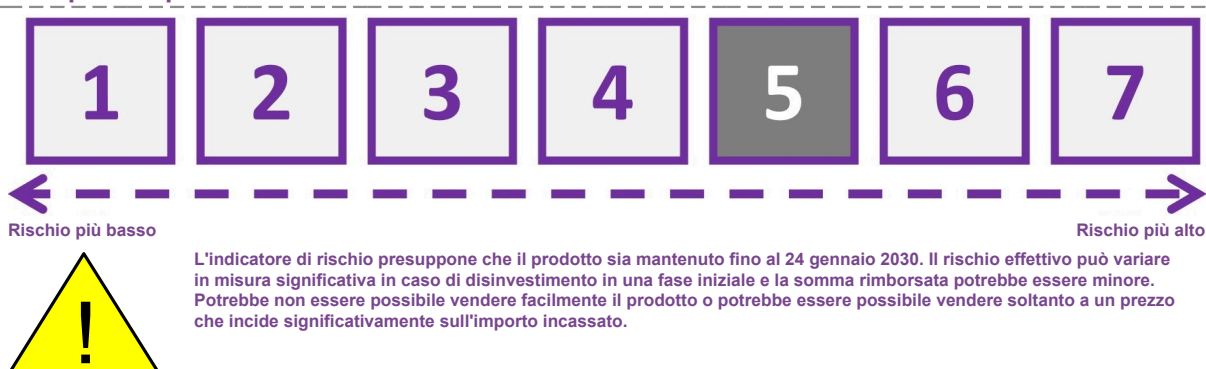 1 2 3 4 5 6 7
Rischio più basso Rischio più alto
L'indicatore di rischio presuppone che il prodotto sia mantenuto fino al 24 gennaio 2030. Il rischio effettivo può variare
in misura significativa in caso di disinvestimento in una fase iniziale e la somma rimborsata potrebbe essere minore.
Potrebbe non essere possibile vendere facilmente il prodotto o potrebbe essere possibile vendere soltanto a un prezzo
che incide significativamente sull'importo incassato.
!